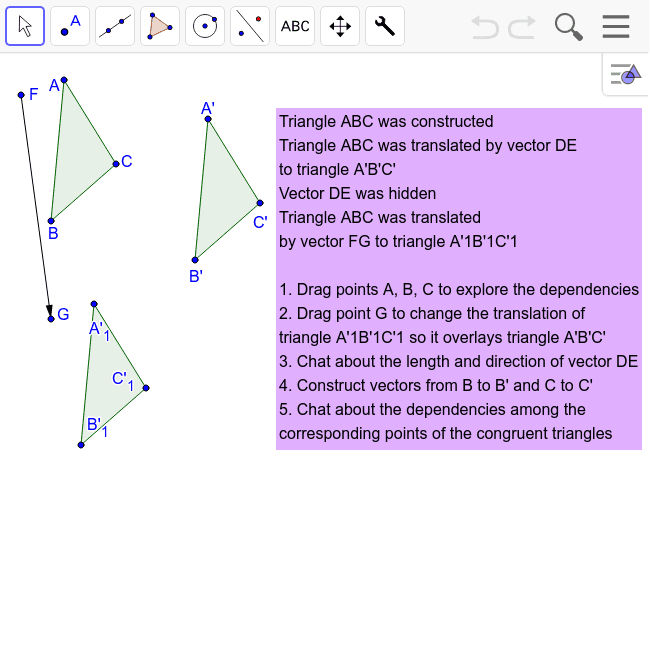 A
ABC
F
A
A'
C
C'
B
B'
G
A'1
C'1
B'1
Triangle ABC was constructed
Triangle ABC was translated by vector DE
to triangle A'B'C'
Vector DE was hidden
Triangle ABC was translated
by vector FG to triangle A'1B'1C'1
1. Drag points A, B, C to explore the dependencies
2. Drag point G to change the translation of
triangle A'1B'1C'1 so it overlays triangle A'B'C'
3. Chat about the length and direction of vector DE
4. Construct vectors from B to B' and C to C'
5. Chat about the dependencies among the
corresponding points of the congruent triangles